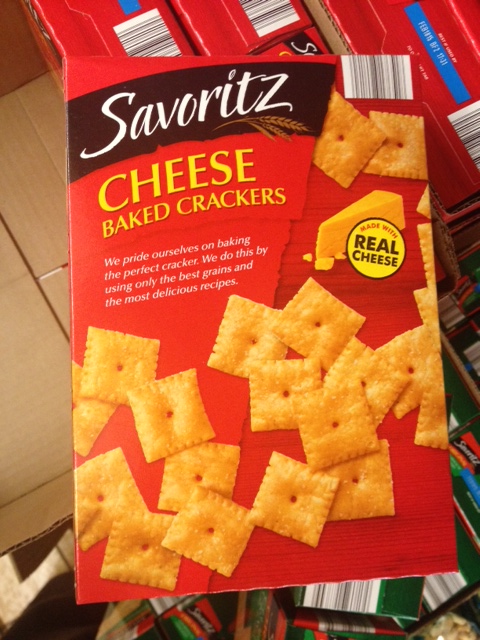 Savoritz
CHEESE
BAKED CRACKERS
We pride ourselves on baking
the perfect cracker. We do this by
using only the best grains and
the most delicious recipes.
MADE WITH
REAL
CHEESE